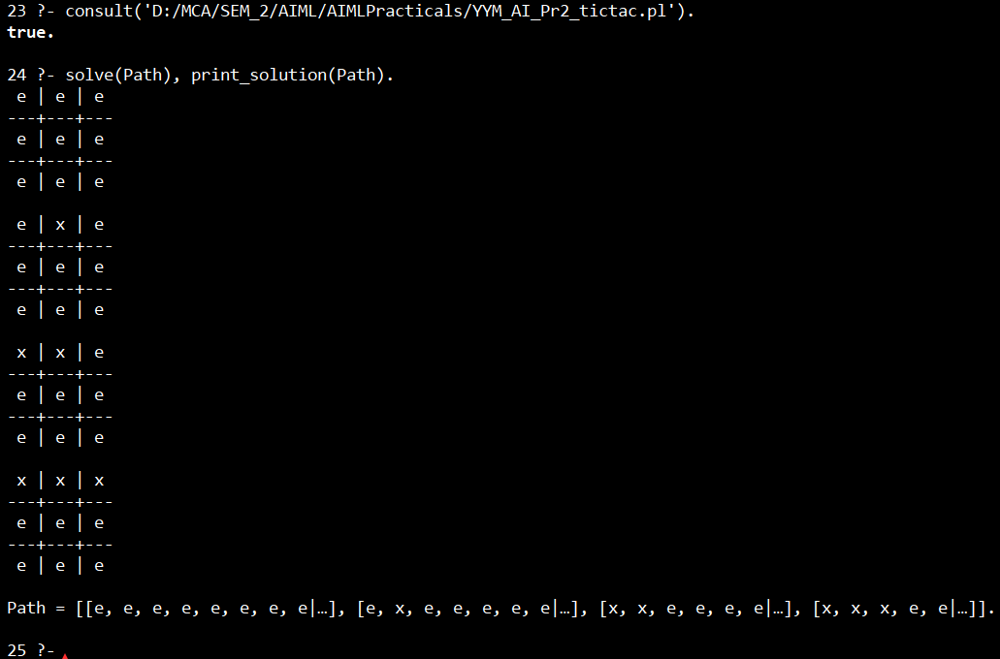 23 ?- consult('D:/MCA/SEM_2/AIML/AIMLPracticals/YYM_AI_Pr2_tictac.pl').
true.
24 ?- solve(Path), print_solution(Path).
e | e | e
---+---+---
e | e | e
---+---+---
e | e | e
e | x | e
---+---+---
e | e | e
---+---+---
e | e | e
x | x | e
---+---+---
e | e | e
---+---+---
e | e | e
x | x | x
---+---+---
e | e | e
---+---+---
e | e | e
Path = [[e, e, e, e, e, e, e, e|…], [e, x, e, e, e, e, e|…], [x, x, e, e, e, e|…], [x, x, x, e, e|…]].
25 ?-